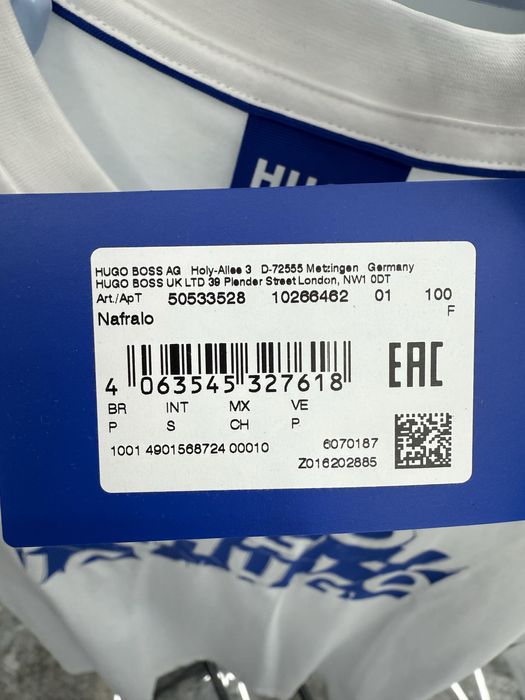 HUGO
HUGO BOSS AG Holy-Allee 3 D-72555 Metzingen Germany
HUGO BOSS UK LTD 39 Plender Street London, NW1 0DT
Art./ApT 50533528 10266462 01 100
Nafralo F
4 063545 327618 EAC
BR INT MX VE
P S CH P
1001 4901568724 00010 6070187
Z016202885